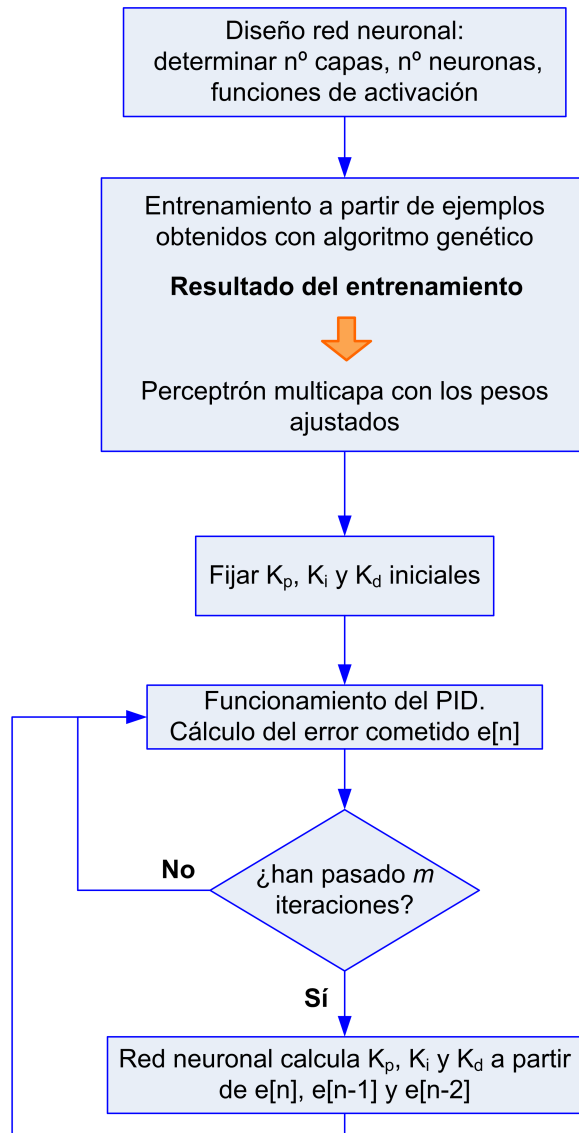 Diseño red neuronal:
determinar nº capas, nº neuronas,
funciones de activación
Entrenamiento a partir de ejemplos
obtenidos con algoritmo genético
Resultado del entrenamiento
Perceptrón multicapa con los pesos
ajustados
Fijar Kp, Ki y Kd iniciales
Funcionamiento del PID.
Cálculo del error cometido e[n]
No
¿han pasado m
iteraciones?
Sí
Red neuronal calcula Kp, Ki y Kd a partir
de e[n], e[n-1] y e[n-2]